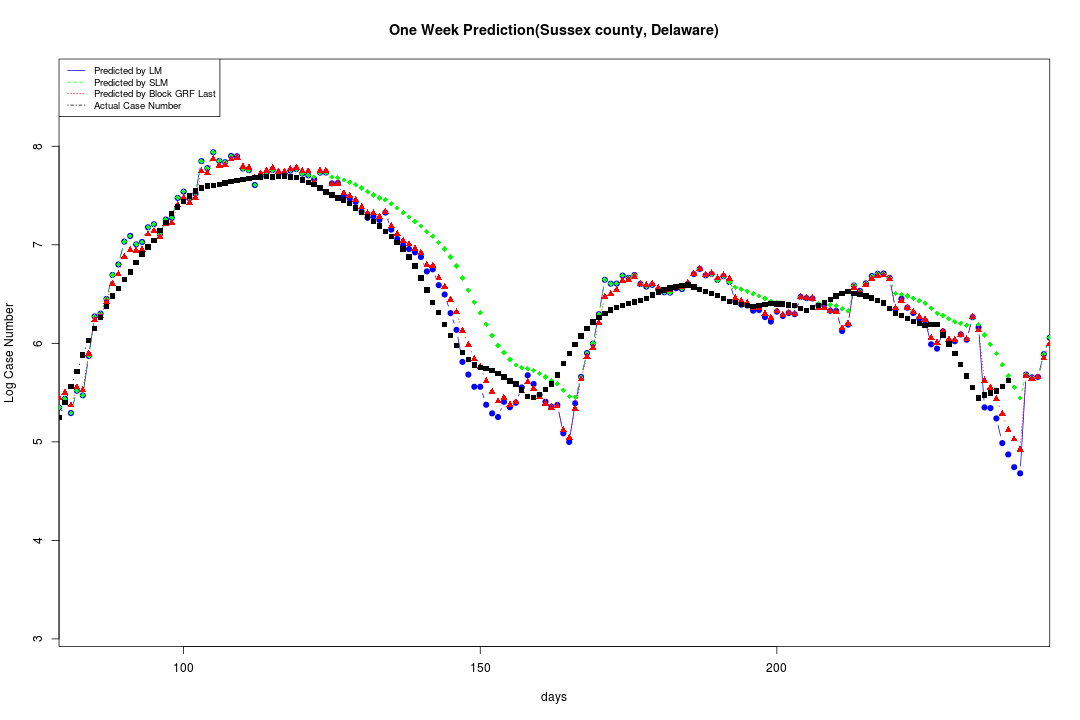 One Week Prediction(Sussex county, Delaware)
Predicted by LM
Predicted by SLM
Predicted by Block GRF Last
Actual Case Number
Log Case Number
8
7
6
5
4
3
100
150
200
days